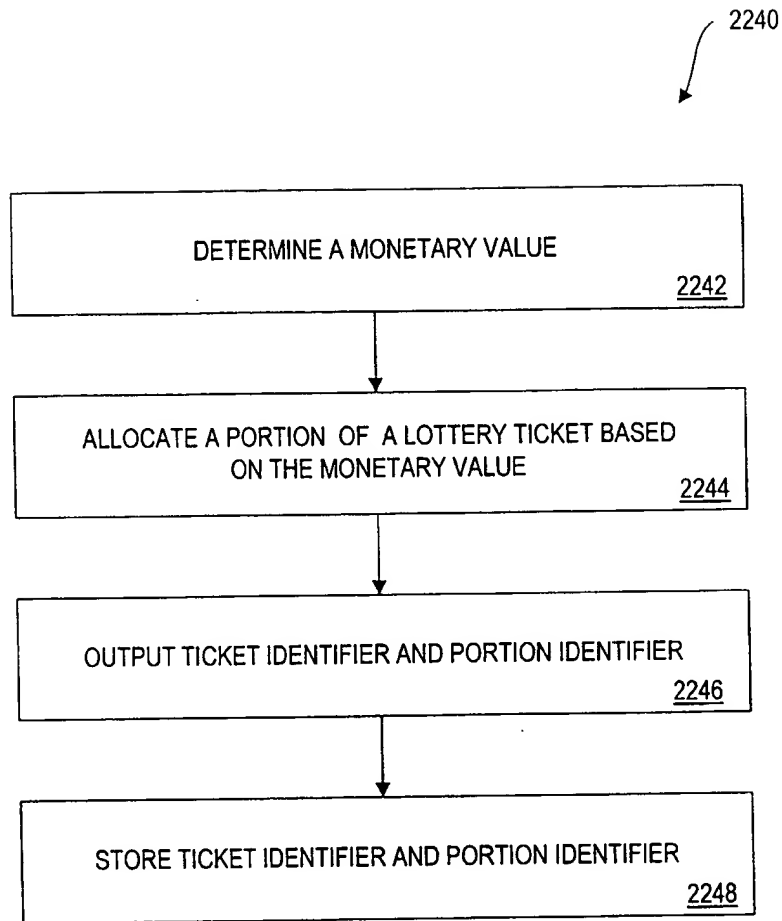 2240
DETERMINE A MONETARY VALUE
2242
ALLOCATE A PORTION OF A LOTTERY TICKET BASED
ON THE MONETARY VALUE
2244
OUTPUT TICKET IDENTIFIER AND PORTION IDENTIFIER
2246
STORE TICKET IDENTIFIER AND PORTION IDENTIFIER
2248